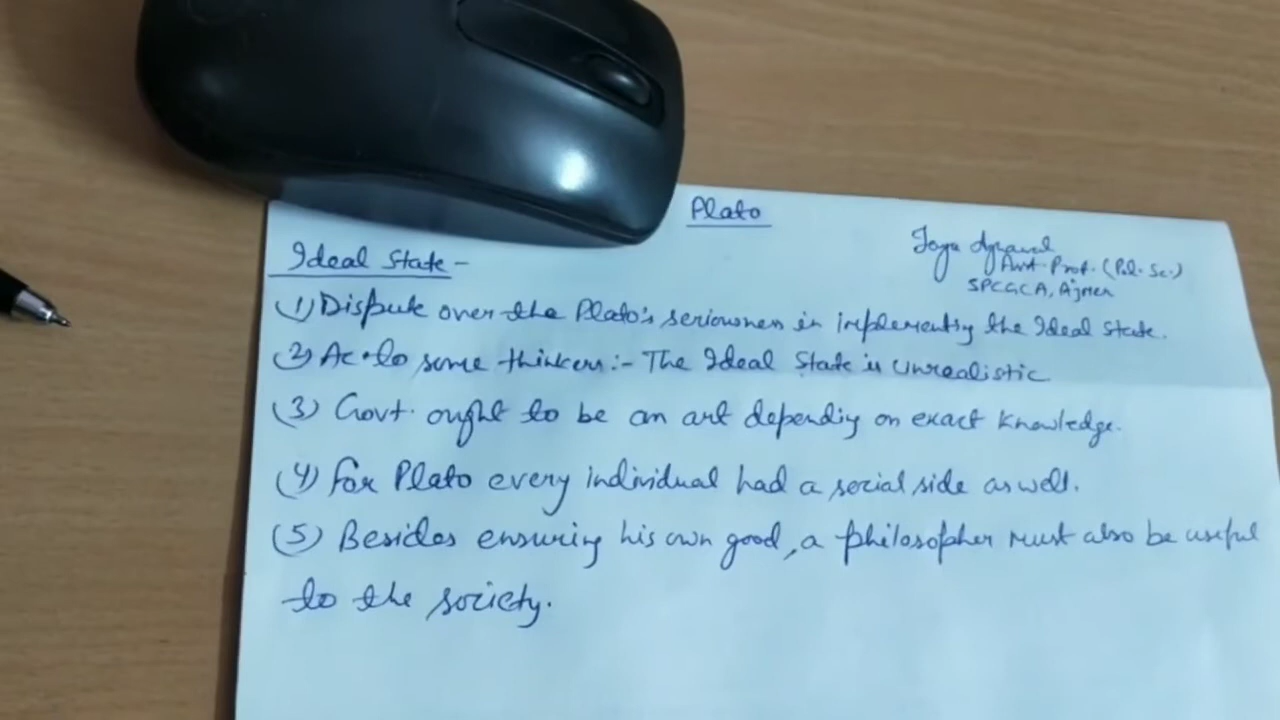 Plato
Agrawal
Asst. Prof. (Pol. Sc.)
SPCGCA, Ajmer
Ideal State -
(1) Dispute over the Plato's seriousness in implementing the Ideal State.
(2) Ac. to some thinkers:- The Ideal State is Unrealistic
(3) Govt. ought to be an art depending on exact Knowledge.
(4) For Plato every individual had a social side as well.
(5) Besides ensuring his own good, a philosopher must also be useful
to the society.